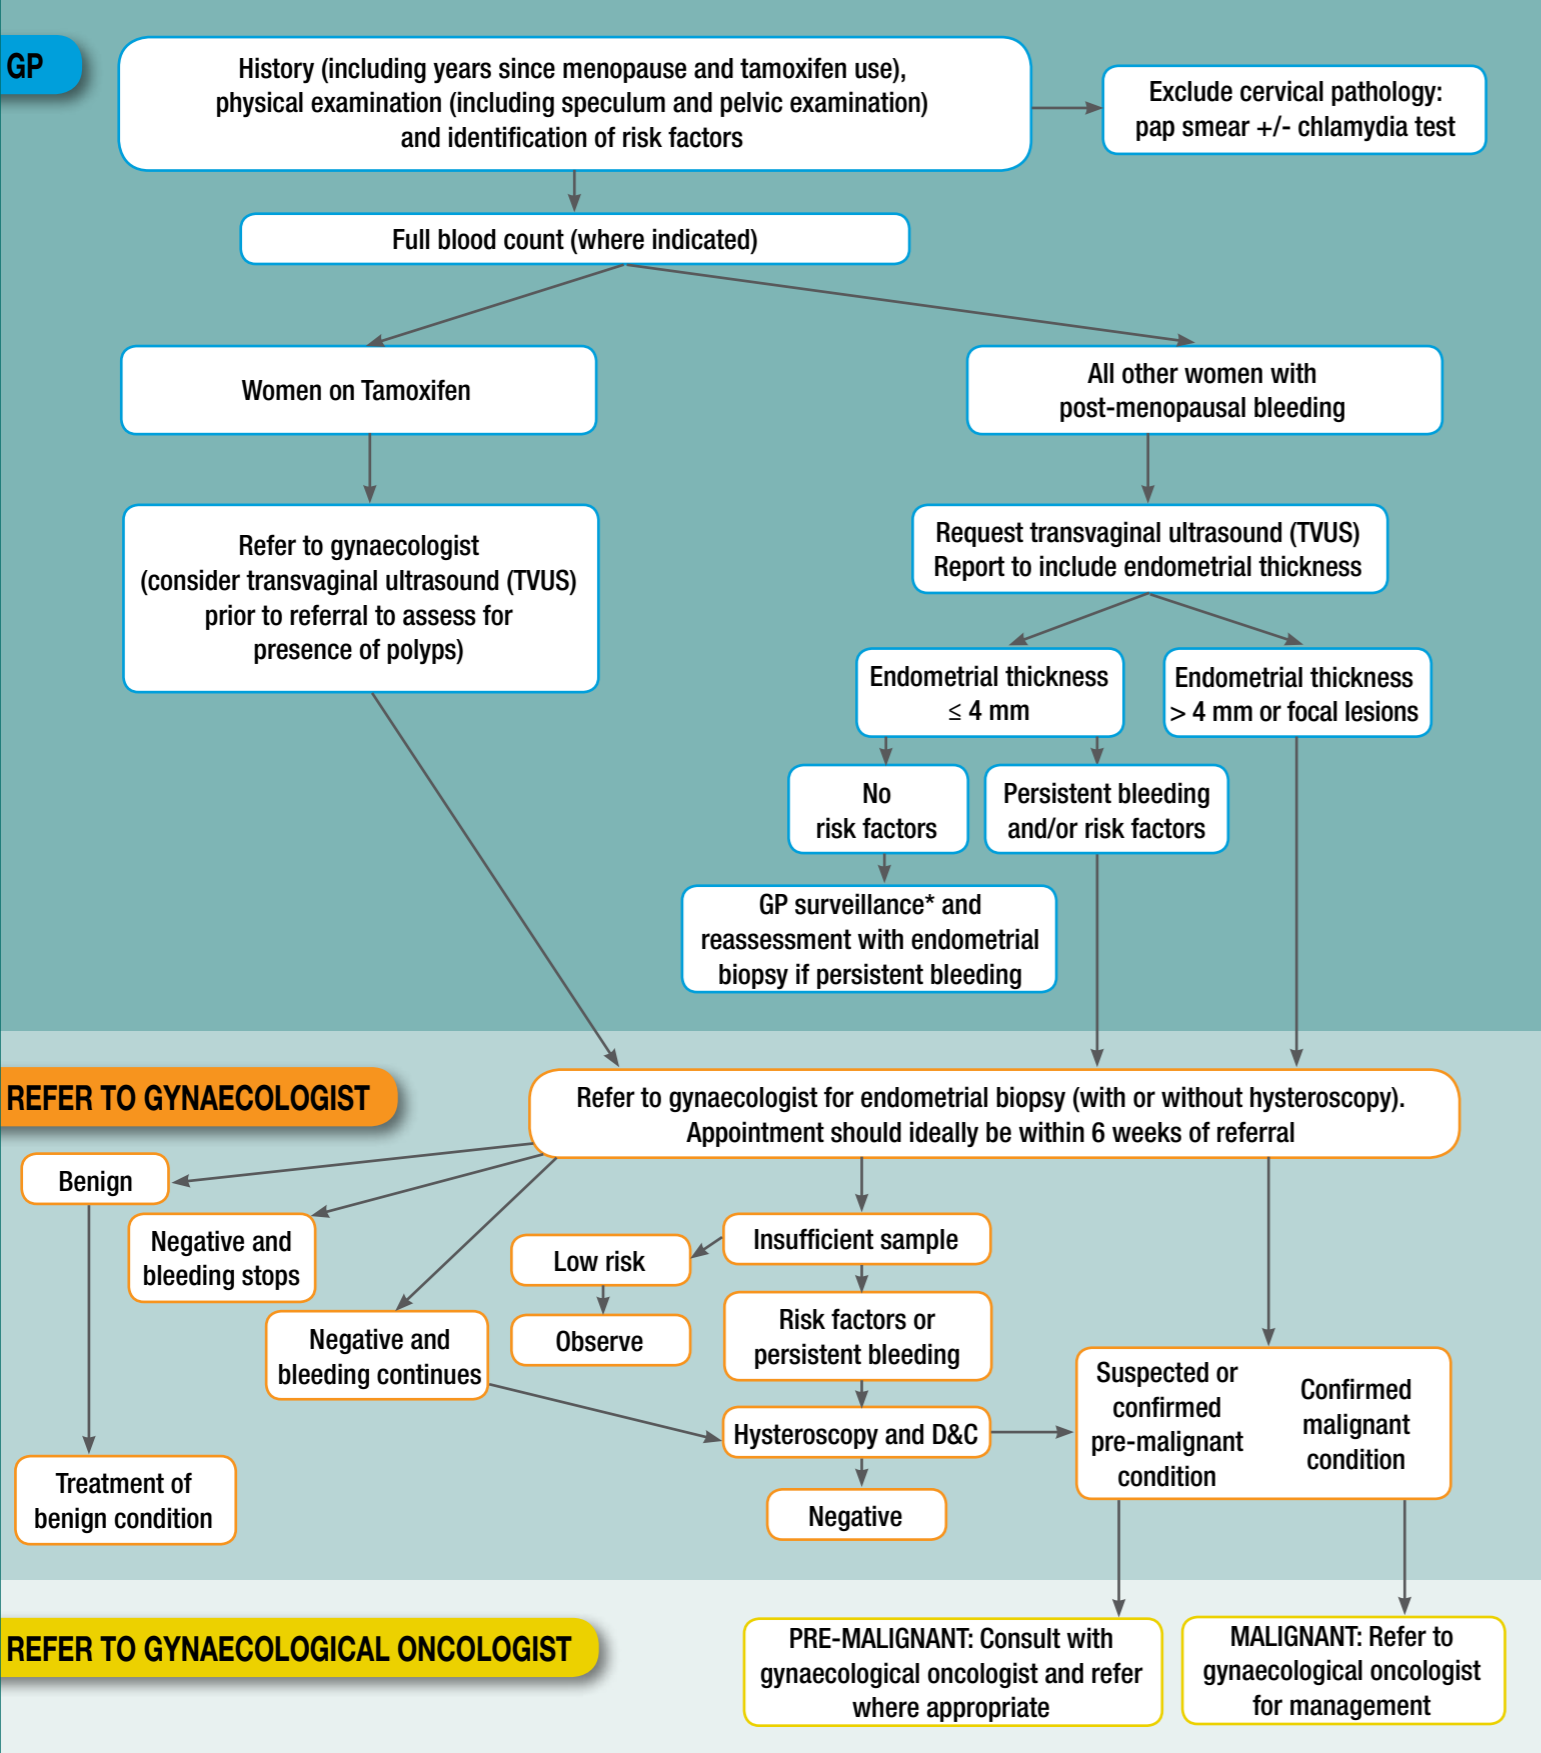 GP
History (including years since menopause and tamoxifen use),
physical examination (including speculum and pelvic examination)
and identification of risk factors
Exclude cervical pathology:
pap smear +/- chlamydia test
Full blood count (where indicated)
Women on Tamoxifen
All other women with
post-menopausal bleeding
Refer to gynaecologist
(consider transvaginal ultrasound (TVUS)
prior to referral to assess for
presence of polyps)
Request transvaginal ultrasound (TVUS)
Report to include endometrial thickness
Endometrial thickness
≤ 4 mm
Endometrial thickness
> 4 mm or focal lesions
No
risk factors
Persistent bleeding
and/or risk factors
GP surveillance* and
reassessment with endometrial
biopsy if persistent bleeding
REFER TO GYNAECOLOGIST
Refer to gynaecologist for endometrial biopsy (with or without hysteroscopy).
Appointment should ideally be within 6 weeks of referral
Benign
Negative and
bleeding stops
Negative and
bleeding continues
Low risk
Observe
Insufficient sample
Risk factors or
persistent bleeding
Hysteroscopy and D&C
Negative
Suspected or
confirmed
pre-malignant
condition
Confirmed
malignant
condition
Treatment of
benign condition
REFER TO GYNAECOLOGICAL ONCOLOGIST
PRE-MALIGNANT: Consult with
gynaecological oncologist and refer
where appropriate
MALIGNANT: Refer to
gynaecological oncologist
for management